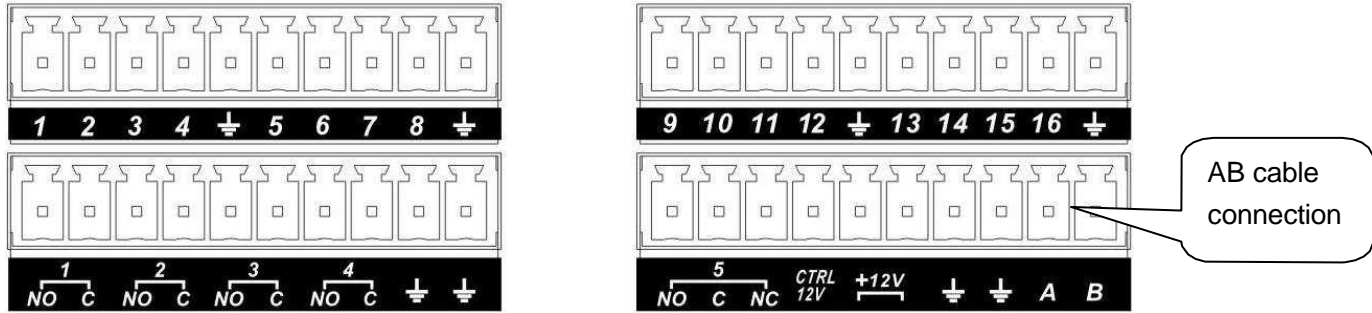 1 2 3 4 5 6 7 8
9 10 11 12 13 14 15 16
AB cable
connection
1 2 3 4
NO C NO C NO C NO C
5 CTRL +12V
NO C NC 12V A B